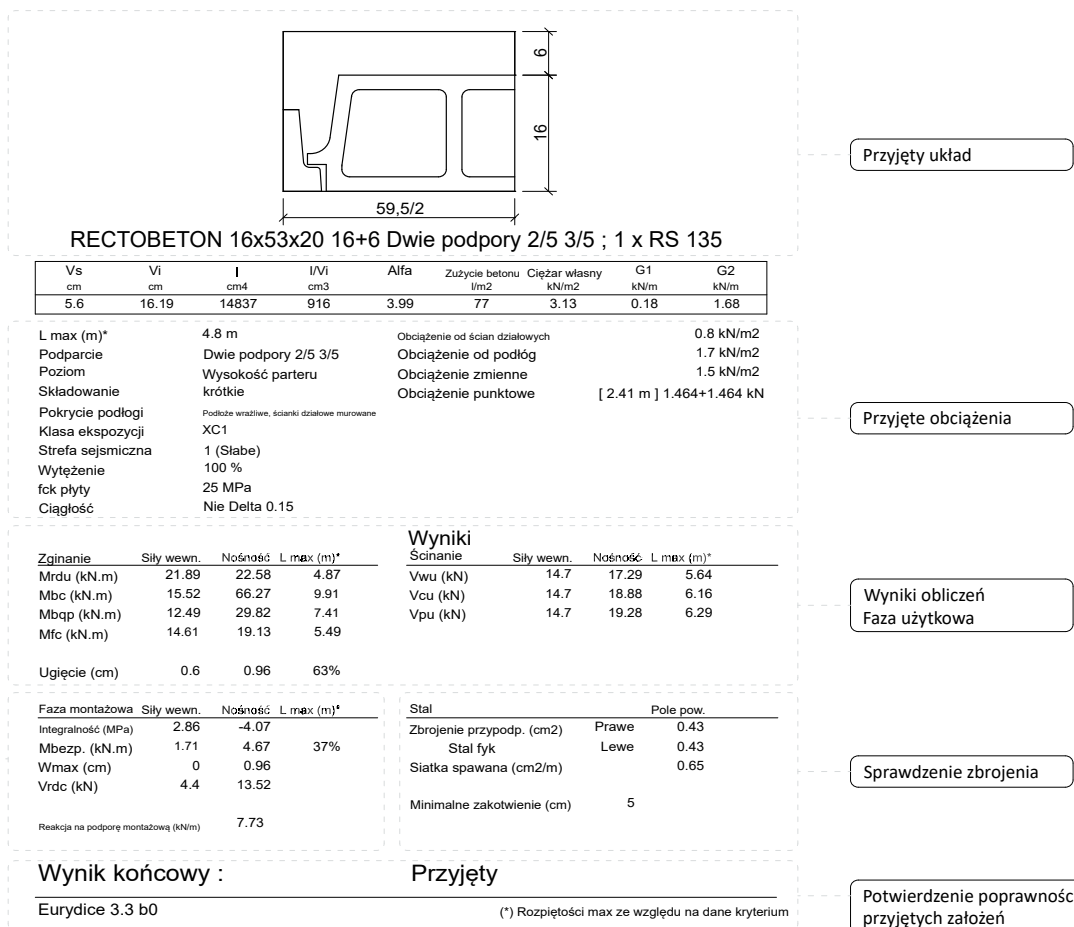 6
16
59,5/2
Przyjęty układ
RECTOBETON 16x53x20 16+6 Dwie podpory 2/5 3/5 ; 1 x RS 135
Vs Vi I I/Vi Alfa Zużycie betonu Ciężar własny G1 G2
cm cm cm4 cm3 l/m2 kN/m2 kN/m kN/m
5.6 16.19 14837 916 3.99 77 3.13 0.18 1.68
L max (m)* 4.8 m Obciążenie od ścian działowych 0.8 kN/m2
Podparcie Dwie podpory 2/5 3/5 Obciążenie od podłóg 1.7 kN/m2
Poziom Wysokość parteru Obciążenie zmienne 1.5 kN/m2
Składowanie krótkie Obciążenie punktowe [ 2.41 m ] 1.464+1.464 kN
Pokrycie podłogi Podłoże wrażliwe, ścianki działowe murowane
Klasa ekspozycji XC1
Strefa sejsmiczna 1 (Słabe)
Wytężenie 100 %
fck płyty 25 MPa
Ciągłość Nie Delta 0.15
Przyjęte obciążenia
Wyniki
Zginanie Siły wewn. Nośność L max (m)* Ścinanie Siły wewn. Nośność L max (m)*
Mrdu (kN.m) 21.89 22.58 4.87 Vwu (kN) 14.7 17.29 5.64
Mbc (kN.m) 15.52 66.27 9.91 Vcu (kN) 14.7 18.88 6.16
Mbqp (kN.m) 12.49 29.82 7.41 Vpu (kN) 14.7 19.28 6.29
Mfc (kN.m) 14.61 19.13 5.49
Ugięcie (cm) 0.6 0.96 63%
Wyniki obliczeń
Faza użytkowa
Faza montażowa Siły wewn. Nośność L max (m)* Stal Pole pow.
Integralność (MPa) 2.86 -4.07 Zbrojenie przypodp. (cm2) Prawe 0.43
Mbezp. (kN.m) 1.71 4.67 37% Stal fyk Lewe 0.43
Wmax (cm) 0 0.96 Siatka spawana (cm2/m) 0.65
Vrdc (kN) 4.4 13.52
Minimalne zakotwienie (cm) 5
Reakcja na podporę montażową (kN/m) 7.73
Sprawdzenie zbrojenia
Wynik końcowy : Przyjęty
Eurydice 3.3 b0 (*) Rozpiętości max ze względu na dane kryterium
Potwierdzenie poprawnośc
przyjętych założeń